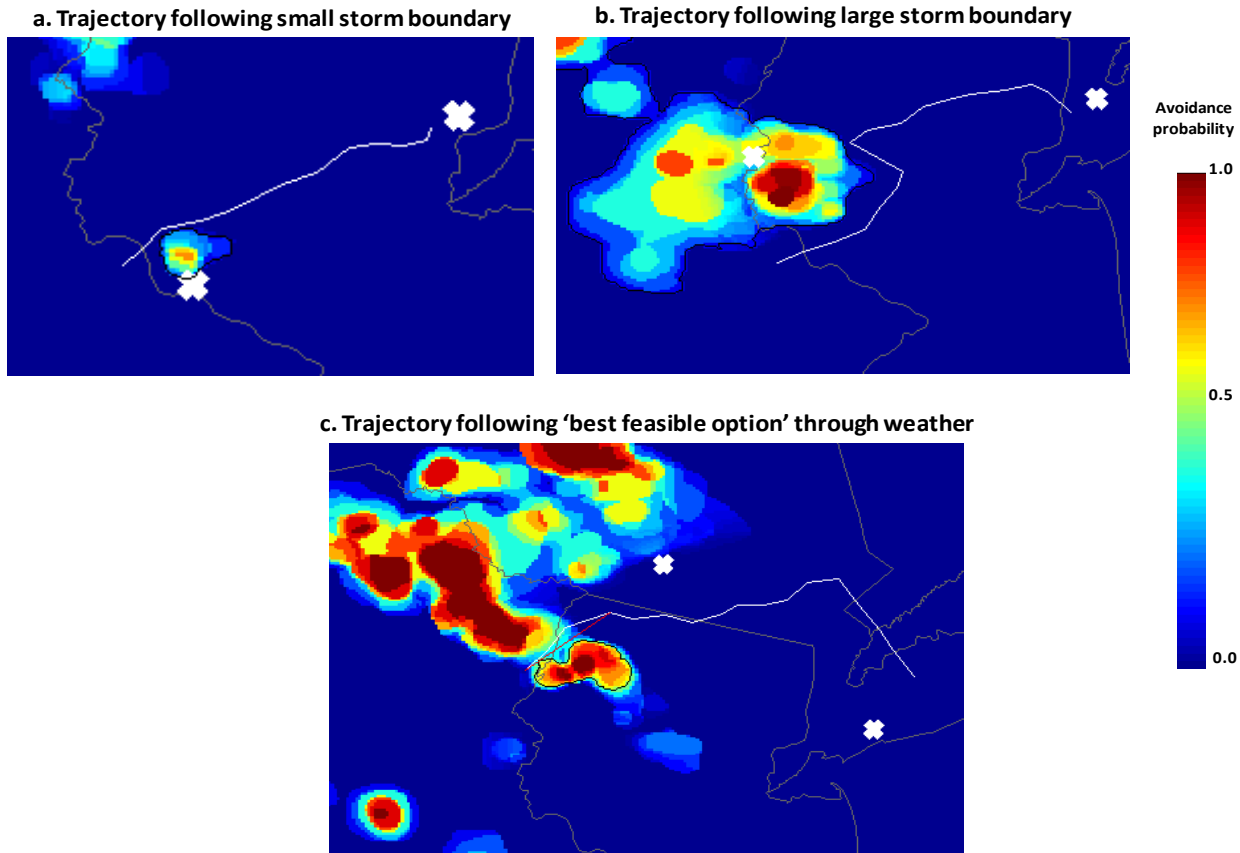 a. Trajectory following small storm boundary
b. Trajectory following large storm boundary
Avoidance
probability
1.0
0.5
0.0
c. Trajectory following ‘best feasible option’ through weather